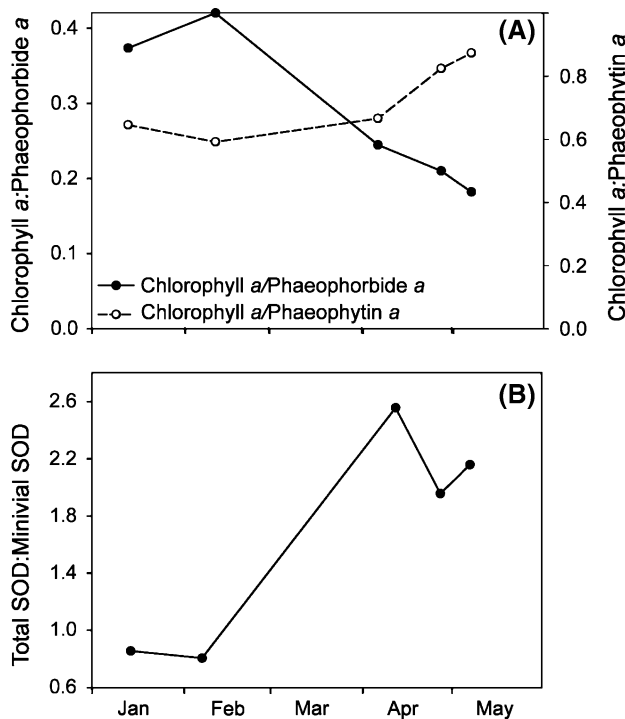 (A)
Chlorophyll a:Phaeophorbide a
0.4
0.3
0.2
0.1
0.0
Chlorophyll a/Phaeophorbide a
Chlorophyll a/Phaeophytin a
0.8
0.6
0.4
0.2
0.0
Chlorophyll a:Phaeophytin a
(B)
Total SOD:Minivial SOD
2.6
2.2
1.8
1.4
1.0
0.6
Jan Feb Mar Apr May